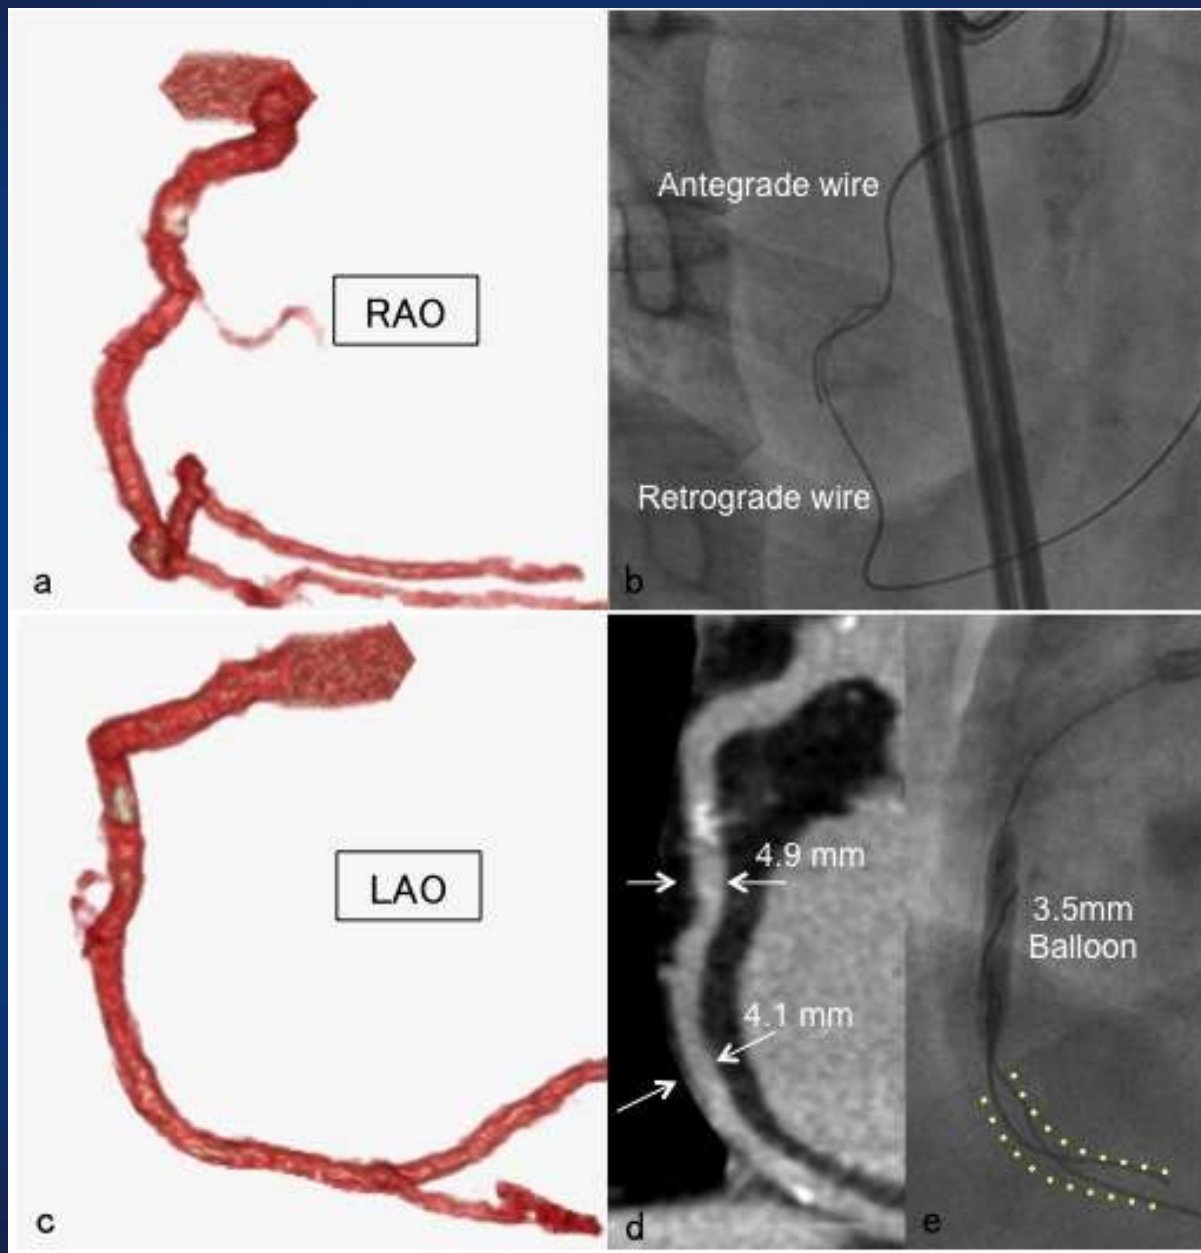 RAO
a
Antegrade wire
Retrograde wire
b
LAO
c
4.9 mm
4.1 mm
d
3.5mm
Balloon
e